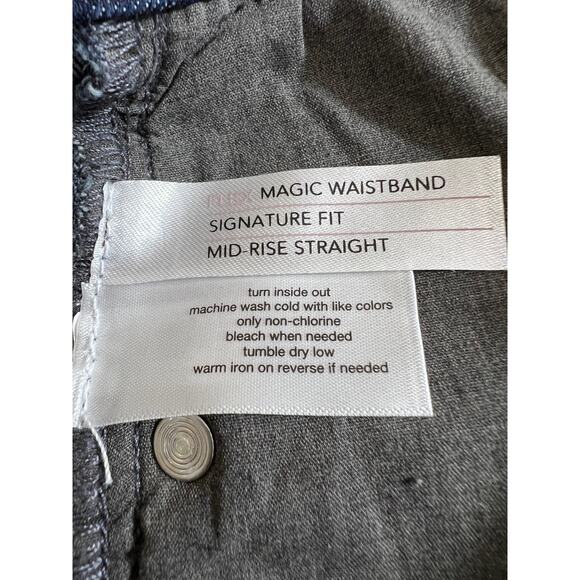 FLEX MAGIC WAISTBAND
SIGNATURE FIT
MID-RISE STRAIGHT
turn inside out
machine wash cold with like colors
only non-chlorine
bleach when needed
tumble dry low
warm iron on reverse if needed